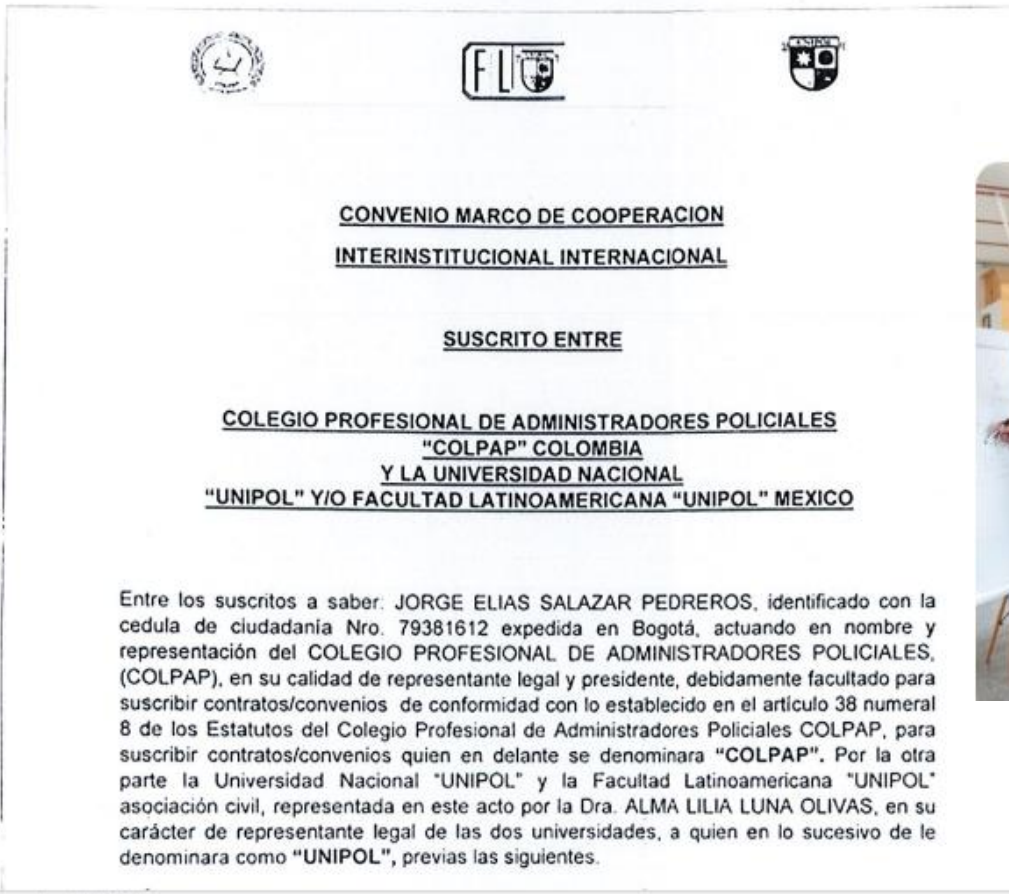 FL
UNIPOL
CONVENIO MARCO DE COOPERACION
INTERINSTITUCIONAL INTERNACIONAL
SUSCRITO ENTRE
COLEGIO PROFESIONAL DE ADMINISTRADORES POLICIALES
"COLPAP" COLOMBIA
Y LA UNIVERSIDAD NACIONAL
"UNIPOL" Y/O FACULTAD LATINOAMERICANA "UNIPOL" MEXICO
Entre los suscritos a saber: JORGE ELIAS SALAZAR PEDREROS, identificado con la
cedula de ciudadanía Nro. 79381612 expedida en Bogotá, actuando en nombre y
representación del COLEGIO PROFESIONAL DE ADMINISTRADORES POLICIALES,
(COLPAP), en su calidad de representante legal y presidente, debidamente facultado para
suscribir contratos/convenios de conformidad con lo establecido en el artículo 38 numeral
8 de los Estatutos del Colegio Profesional de Administradores Policiales COLPAP, para
suscribir contratos/convenios quien en delante se denominara "COLPAP". Por la otra
parte la Universidad Nacional "UNIPOL" y la Facultad Latinoamericana "UNIPOL"
asociación civil, representada en este acto por la Dra. ALMA LILIA LUNA OLIVAS, en su
carácter de representante legal de las dos universidades, a quien en lo sucesivo de le
denominara como "UNIPOL", previas las siguientes.